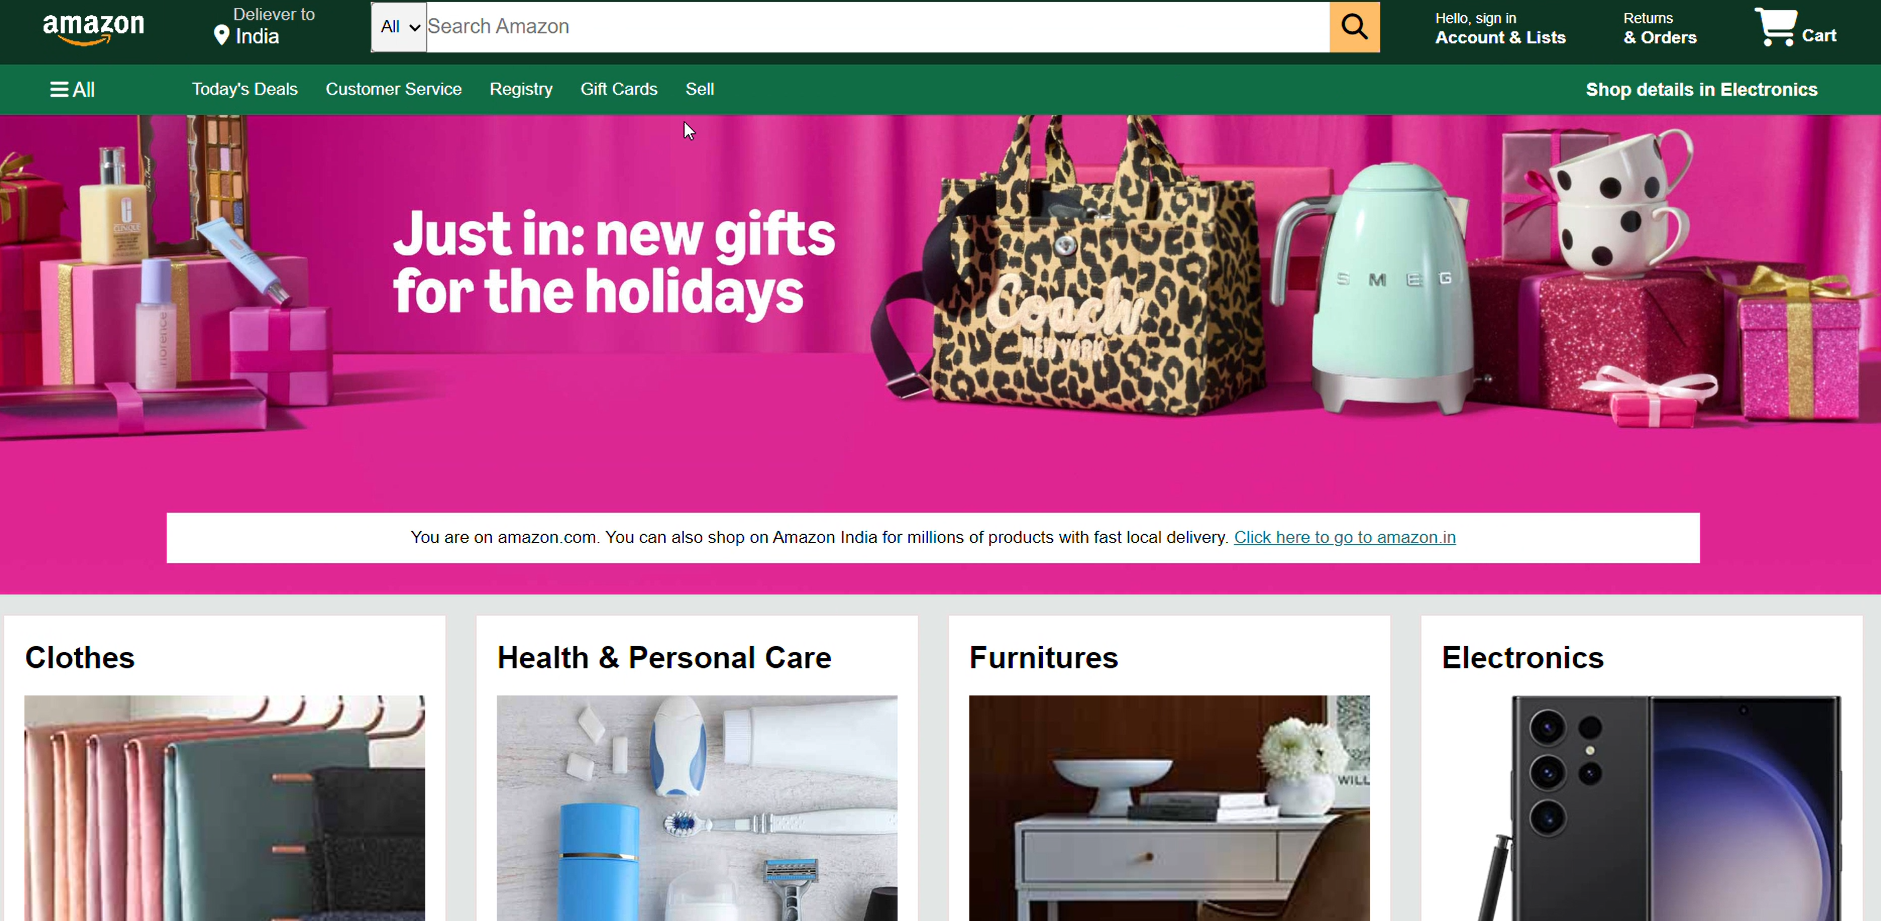 amazon
Deliever to
India
All
Search Amazon
Hello, sign in
Account & Lists
Returns
& Orders
Cart
All
Today's Deals
Customer Service
Registry
Gift Cards
Sell
Shop details in Electronics
Just in: new gifts
for the holidays
CLINIQUE
Coach
NEW YORK
SMEG
You are on amazon.com. You can also shop on Amazon India for millions of products with fast local delivery. Click here to go to amazon.in
Clothes
Health & Personal Care
Furnitures
Electronics
WILL